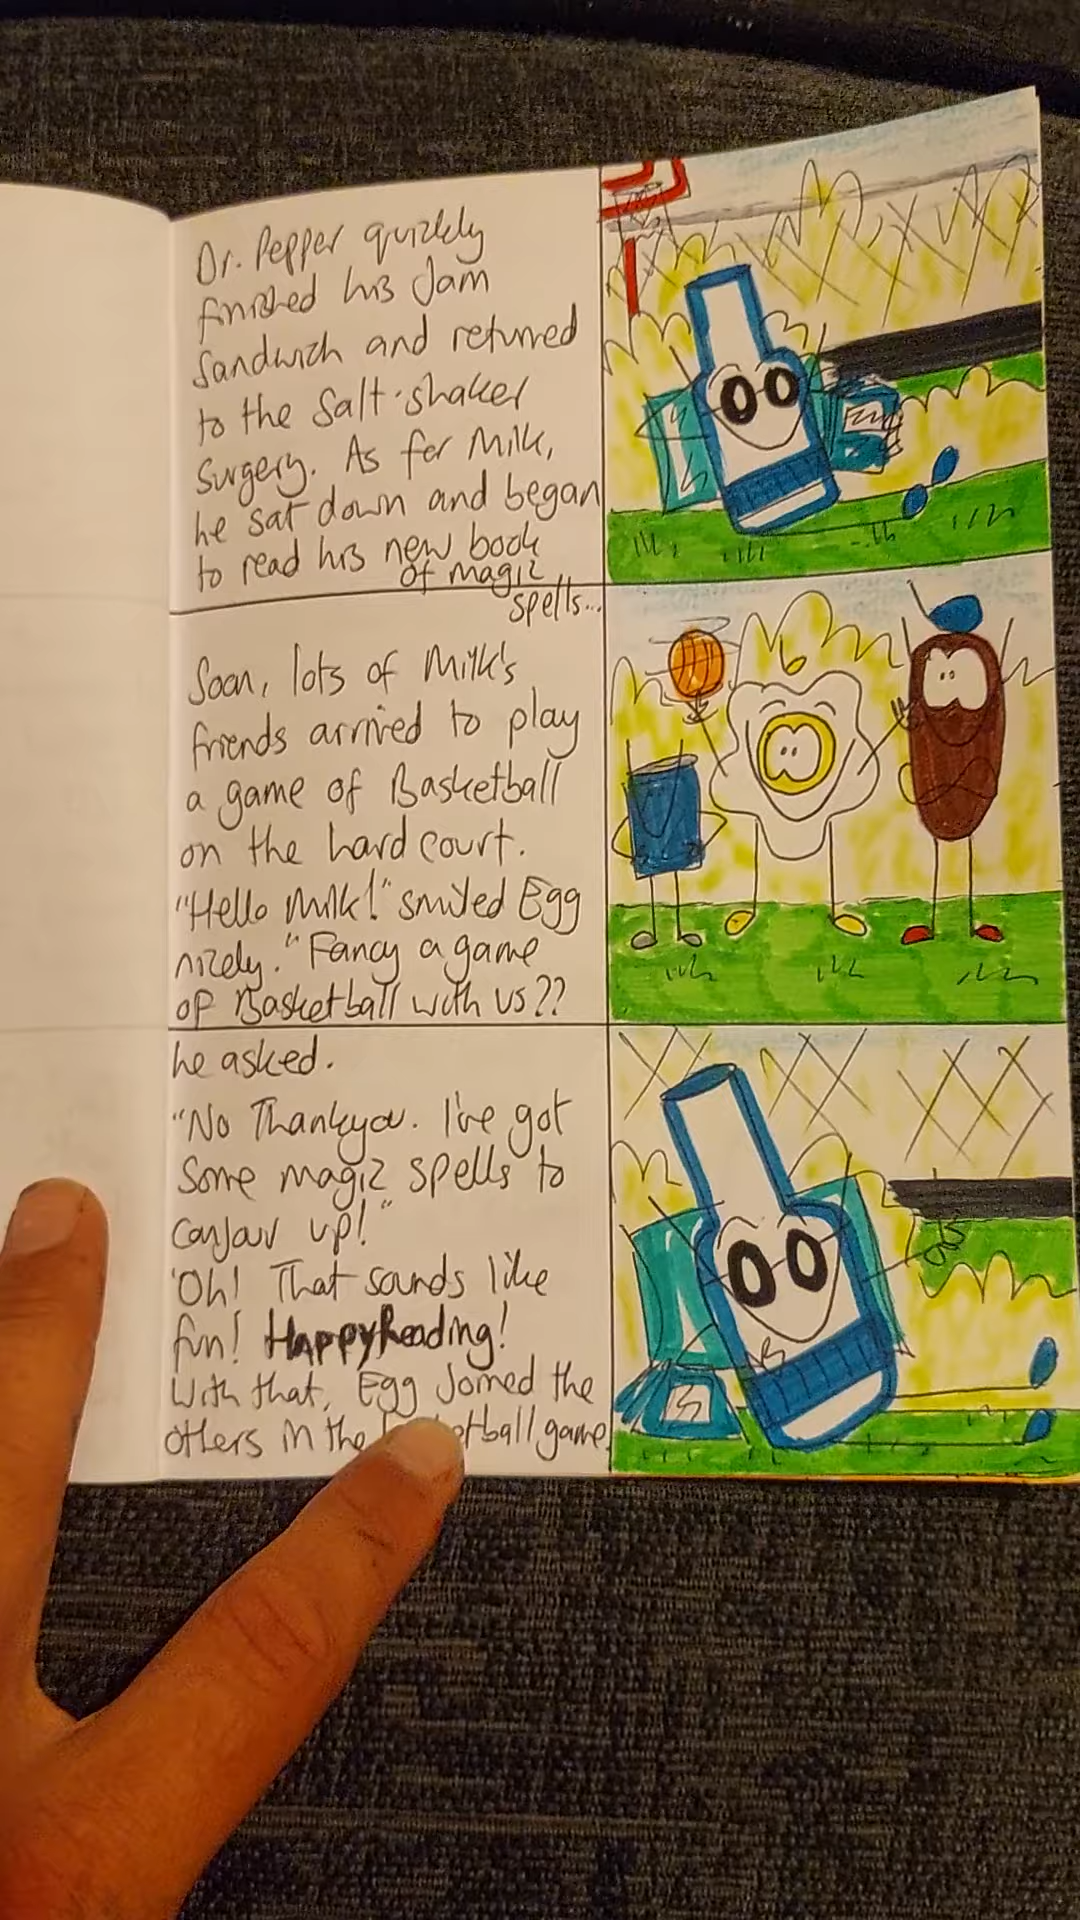 Dr. Pepper quickly
finished his Jam
Sandwich and returned
to the Salt-shaker
Surgery. As for Milk,
he sat down and began
to read his new book
of magic
spells...
Soon, lots of Milk's
friends arrived to play
a game of Basketball
on the hard court.
"Hello Milk!" smiled Egg
nicely. "Fancy a game
of Basketball with us??
he asked.
"No Thankyou. I've got
Some magic spells to
conjour up!"
'Oh! That sounds like
fun! HappyReading!
With that, Egg Joined the
others in the game.